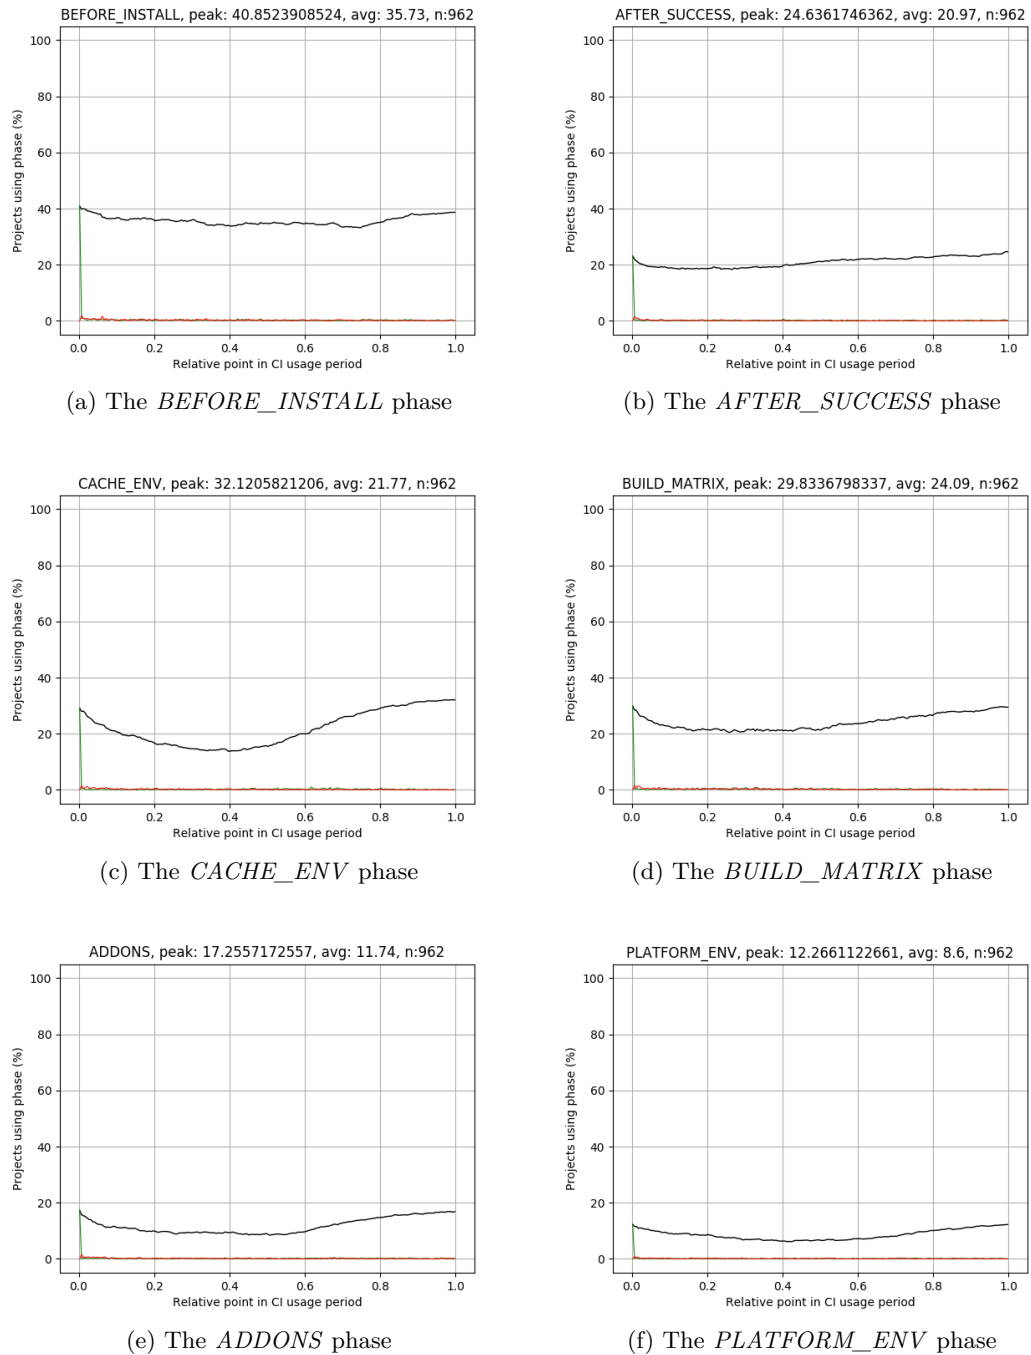 BEFORE_INSTALL, peak: 40.8523908524, avg: 35.73, n:962
100
80
60
40
20
0
Projects using phase (%)
0.0 0.2 0.4 0.6 0.8 1.0
Relative point in CI usage period
(a) The BEFORE_INSTALL phase
AFTER_SUCCESS, peak: 24.6361746362, avg: 20.97, n:962
100
80
60
40
20
0
Projects using phase (%)
0.0 0.2 0.4 0.6 0.8 1.0
Relative point in CI usage period
(b) The AFTER_SUCCESS phase
CACHE_ENV, peak: 32.1205821206, avg: 21.77, n:962
100
80
60
40
20
0
Projects using phase (%)
0.0 0.2 0.4 0.6 0.8 1.0
Relative point in CI usage period
(c) The CACHE_ENV phase
BUILD_MATRIX, peak: 29.8336798337, avg: 24.09, n:962
100
80
60
40
20
0
Projects using phase (%)
0.0 0.2 0.4 0.6 0.8 1.0
Relative point in CI usage period
(d) The BUILD_MATRIX phase
ADDONS, peak: 17.2557172557, avg: 11.74, n:962
100
80
60
40
20
0
Projects using phase (%)
0.0 0.2 0.4 0.6 0.8 1.0
Relative point in CI usage period
(e) The ADDONS phase
PLATFORM_ENV, peak: 12.2661122661, avg: 8.6, n:962
100
80
60
40
20
0
Projects using phase (%)
0.0 0.2 0.4 0.6 0.8 1.0
Relative point in CI usage period
(f) The PLATFORM_ENV phase